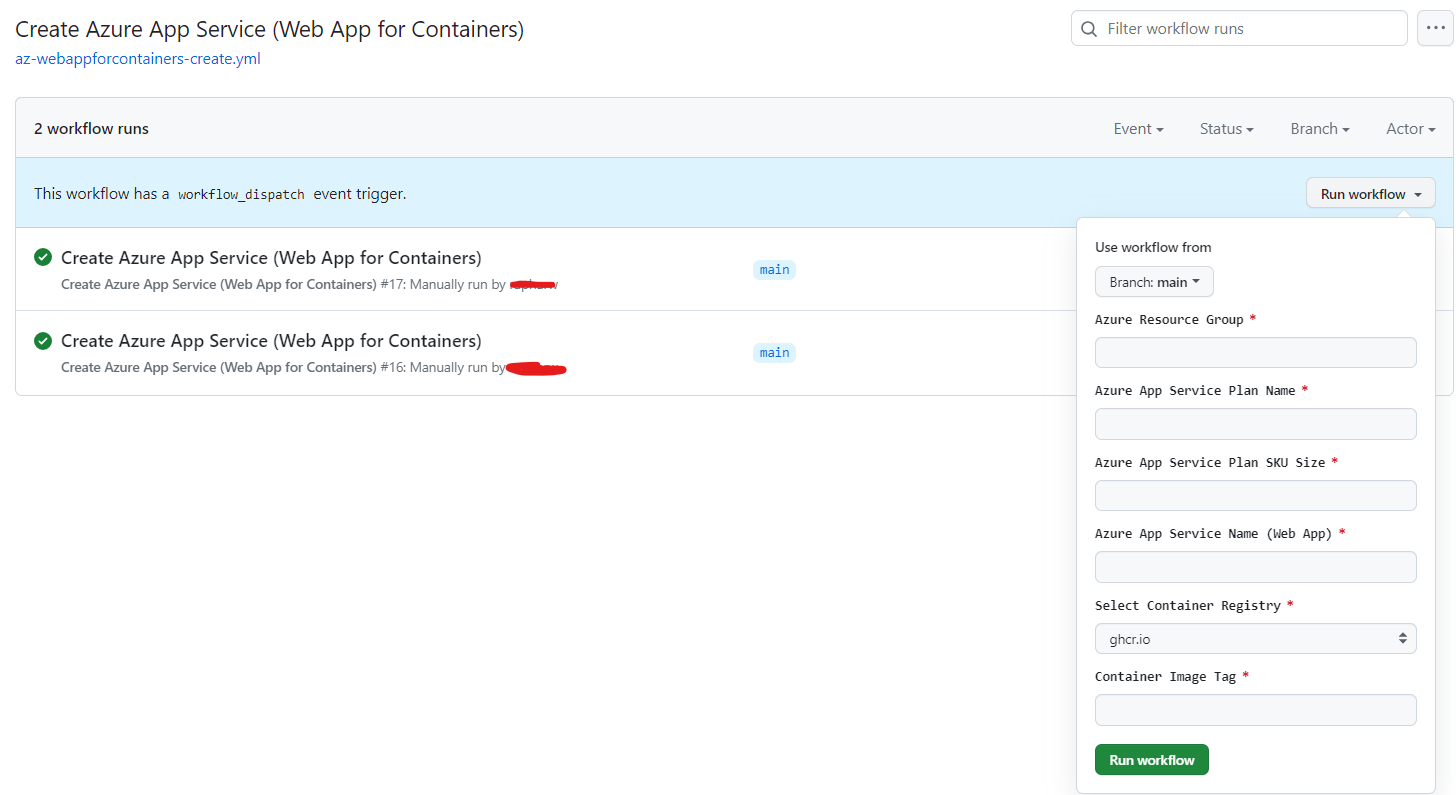 Create Azure App Service (Web App for Containers)
Filter workflow runs
az-webappforcontainers-create.yml
2 workflow runs
Event
Status
Branch
Actor
This workflow has a workflow_dispatch event trigger.
Run workflow
Create Azure App Service (Web App for Containers)
Create Azure App Service (Web App for Containers) #17: Manually run by
main
Create Azure App Service (Web App for Containers)
Create Azure App Service (Web App for Containers) #16: Manually run by
main
Use workflow from
Branch: main
Azure Resource Group *
Azure App Service Plan Name *
Azure App Service Plan SKU Size *
Azure App Service Name (Web App) *
Select Container Registry *
ghcr.io
Container Image Tag *
Run workflow